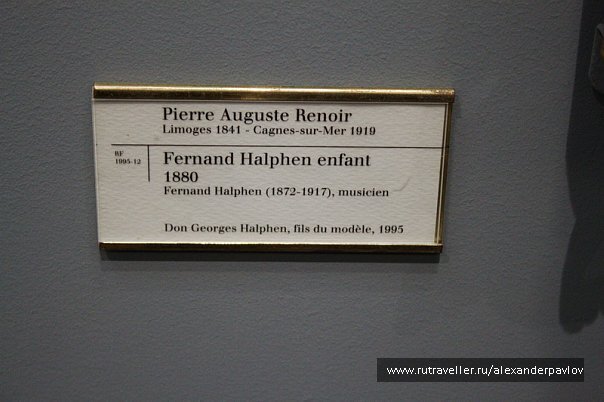 Pierre Auguste Renoir
Limoges 1841 - Cagnes-sur-Mer 1919
RF
1995-12
Fernand Halphen enfant
1880
Fernand Halphen (1872-1917), musicien
Don Georges Halphen, fils du modèle, 1995
www.rutraveller.ru/alexanderpavlov